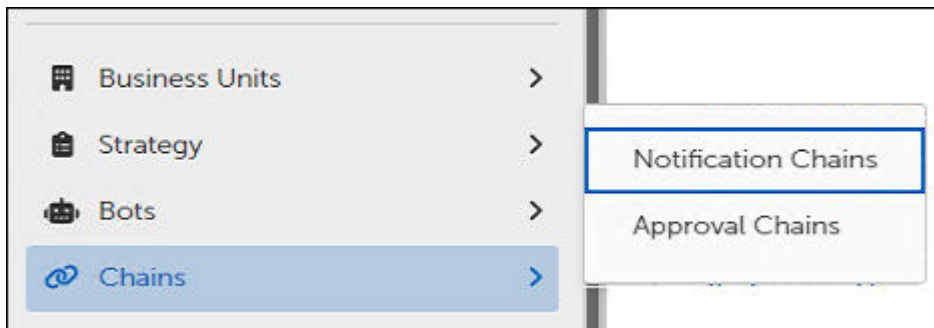 Business Units
Strategy
Bots
Chains
Notification Chains
Approval Chains